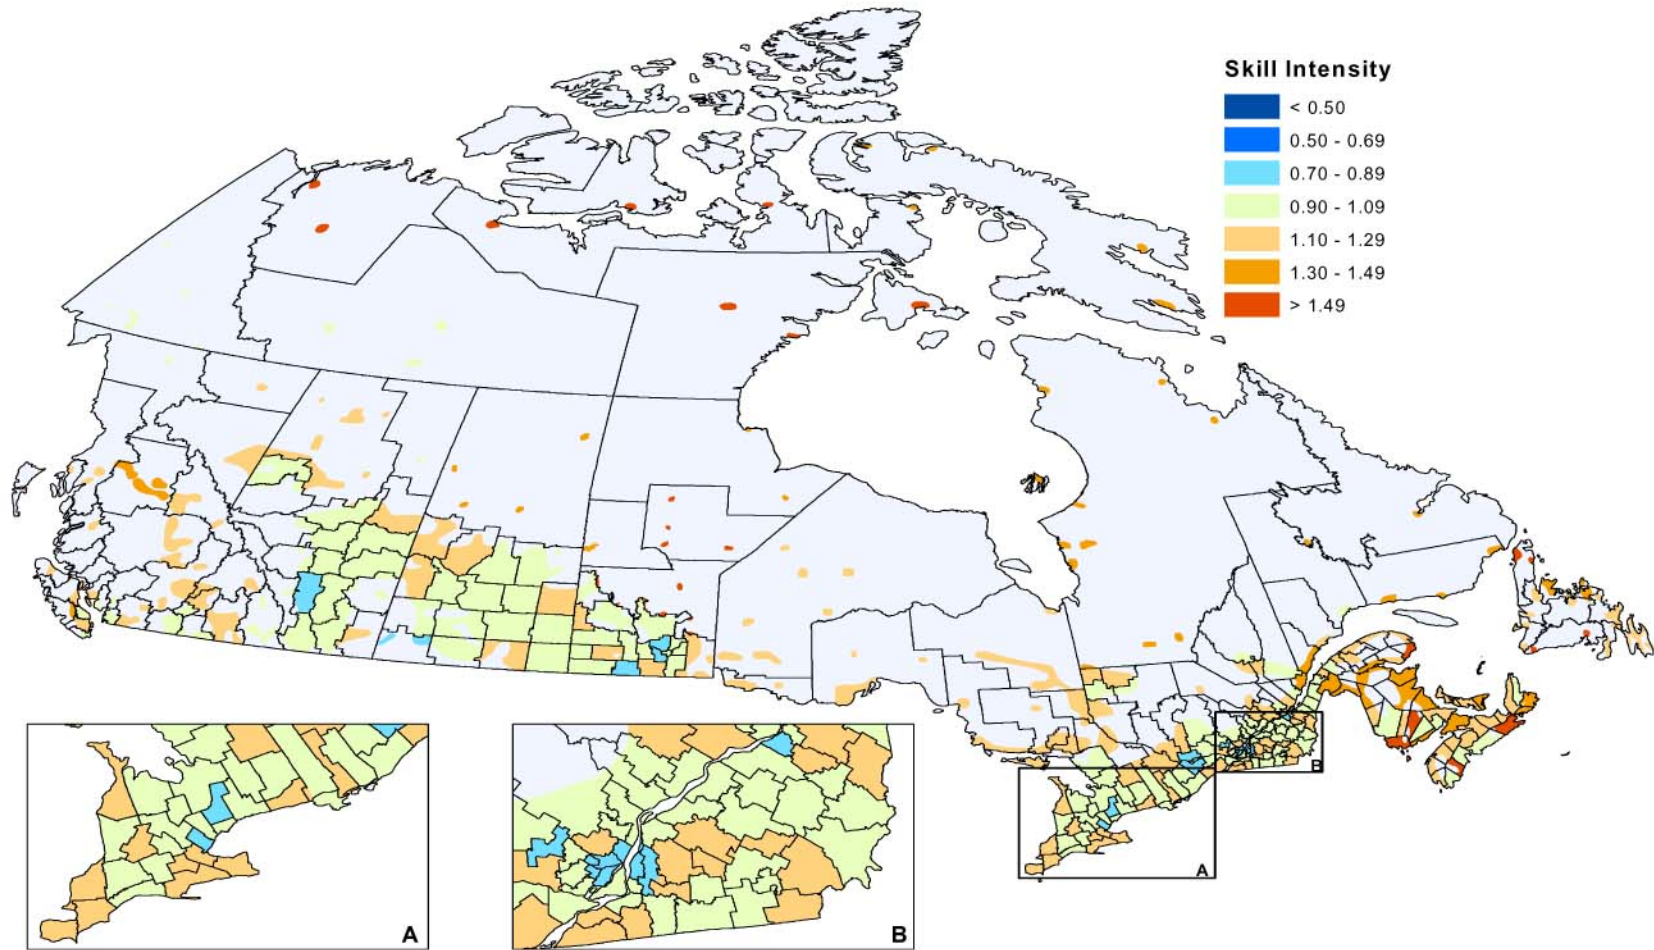 Skill Intensity
< 0.50
0.50 - 0.69
0.70 - 0.89
0.90 - 1.09
1.10 - 1.29
1.30 - 1.49
> 1.49
B
A
A
B